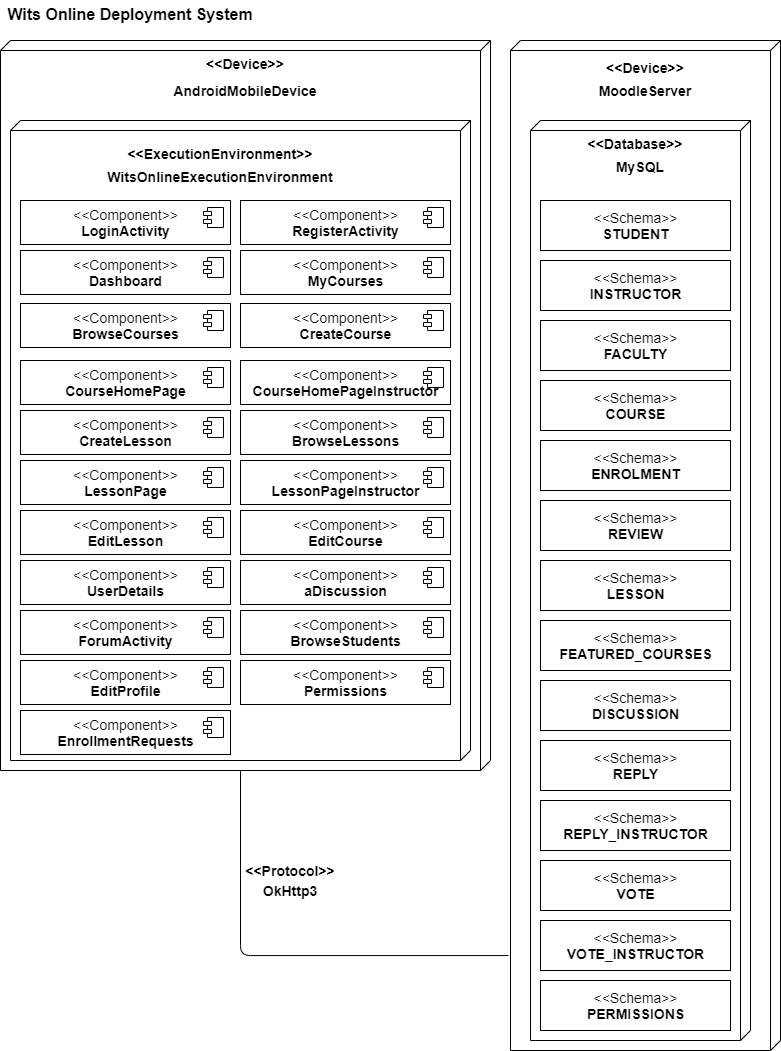 Wits Online Deployment System
<<Device>>
AndroidMobileDevice
<<ExecutionEnvironment>>
WitsOnlineExecutionEnvironment
<<Component>>
LoginActivity
<<Component>>
RegisterActivity
<<Component>>
Dashboard
<<Component>>
MyCourses
<<Component>>
BrowseCourses
<<Component>>
CreateCourse
<<Component>>
CourseHomePage
<<Component>>
CourseHomePageInstructor
<<Component>>
CreateLesson
<<Component>>
BrowseLessons
<<Component>>
LessonPage
<<Component>>
LessonPageInstructor
<<Component>>
EditLesson
<<Component>>
EditCourse
<<Component>>
UserDetails
<<Component>>
aDiscussion
<<Component>>
ForumActivity
<<Component>>
BrowseStudents
<<Component>>
EditProfile
<<Component>>
Permissions
<<Component>>
EnrollmentRequests
<<Protocol>>
OkHttp3
<<Device>>
MoodleServer
<<Database>>
MySQL
<<Schema>>
STUDENT
<<Schema>>
INSTRUCTOR
<<Schema>>
FACULTY
<<Schema>>
COURSE
<<Schema>>
ENROLMENT
<<Schema>>
REVIEW
<<Schema>>
LESSON
<<Schema>>
FEATURED_COURSES
<<Schema>>
DISCUSSION
<<Schema>>
REPLY
<<Schema>>
REPLY_INSTRUCTOR
<<Schema>>
VOTE
<<Schema>>
VOTE_INSTRUCTOR
<<Schema>>
PERMISSIONS